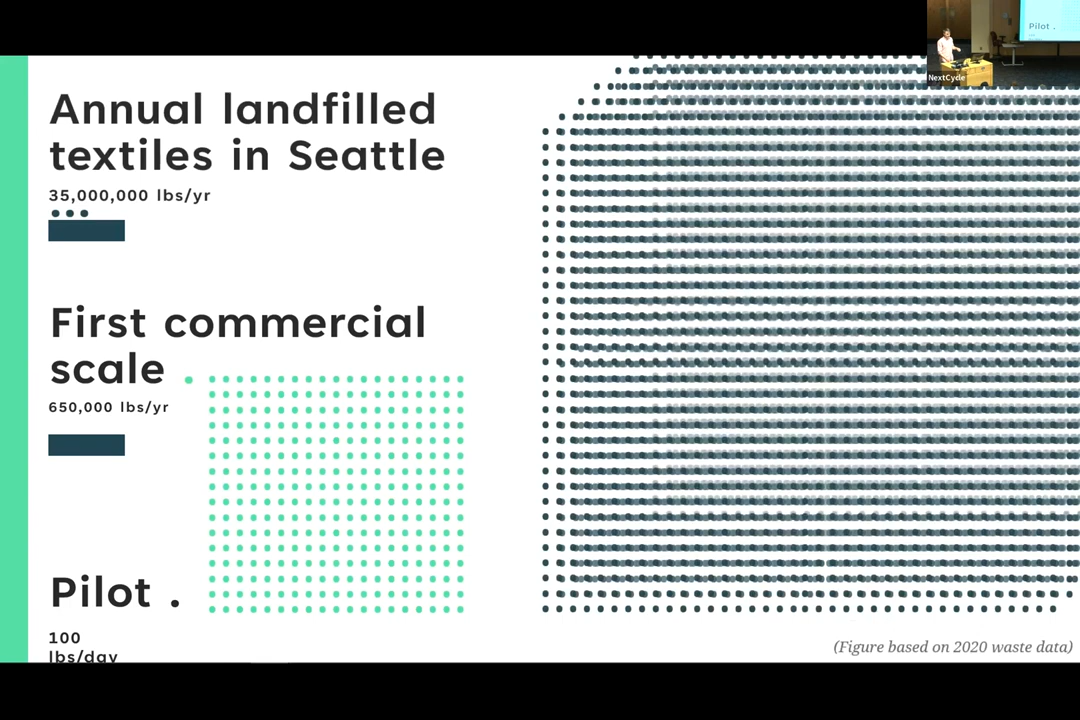 Annual landfilled
textiles in Seattle
35,000,000 lbs/yr
First commercial
scale .
650,000 lbs/yr
Pilot .
100
lbs/day
(Figure based on 2020 waste data)
Pilot .
NextCycle